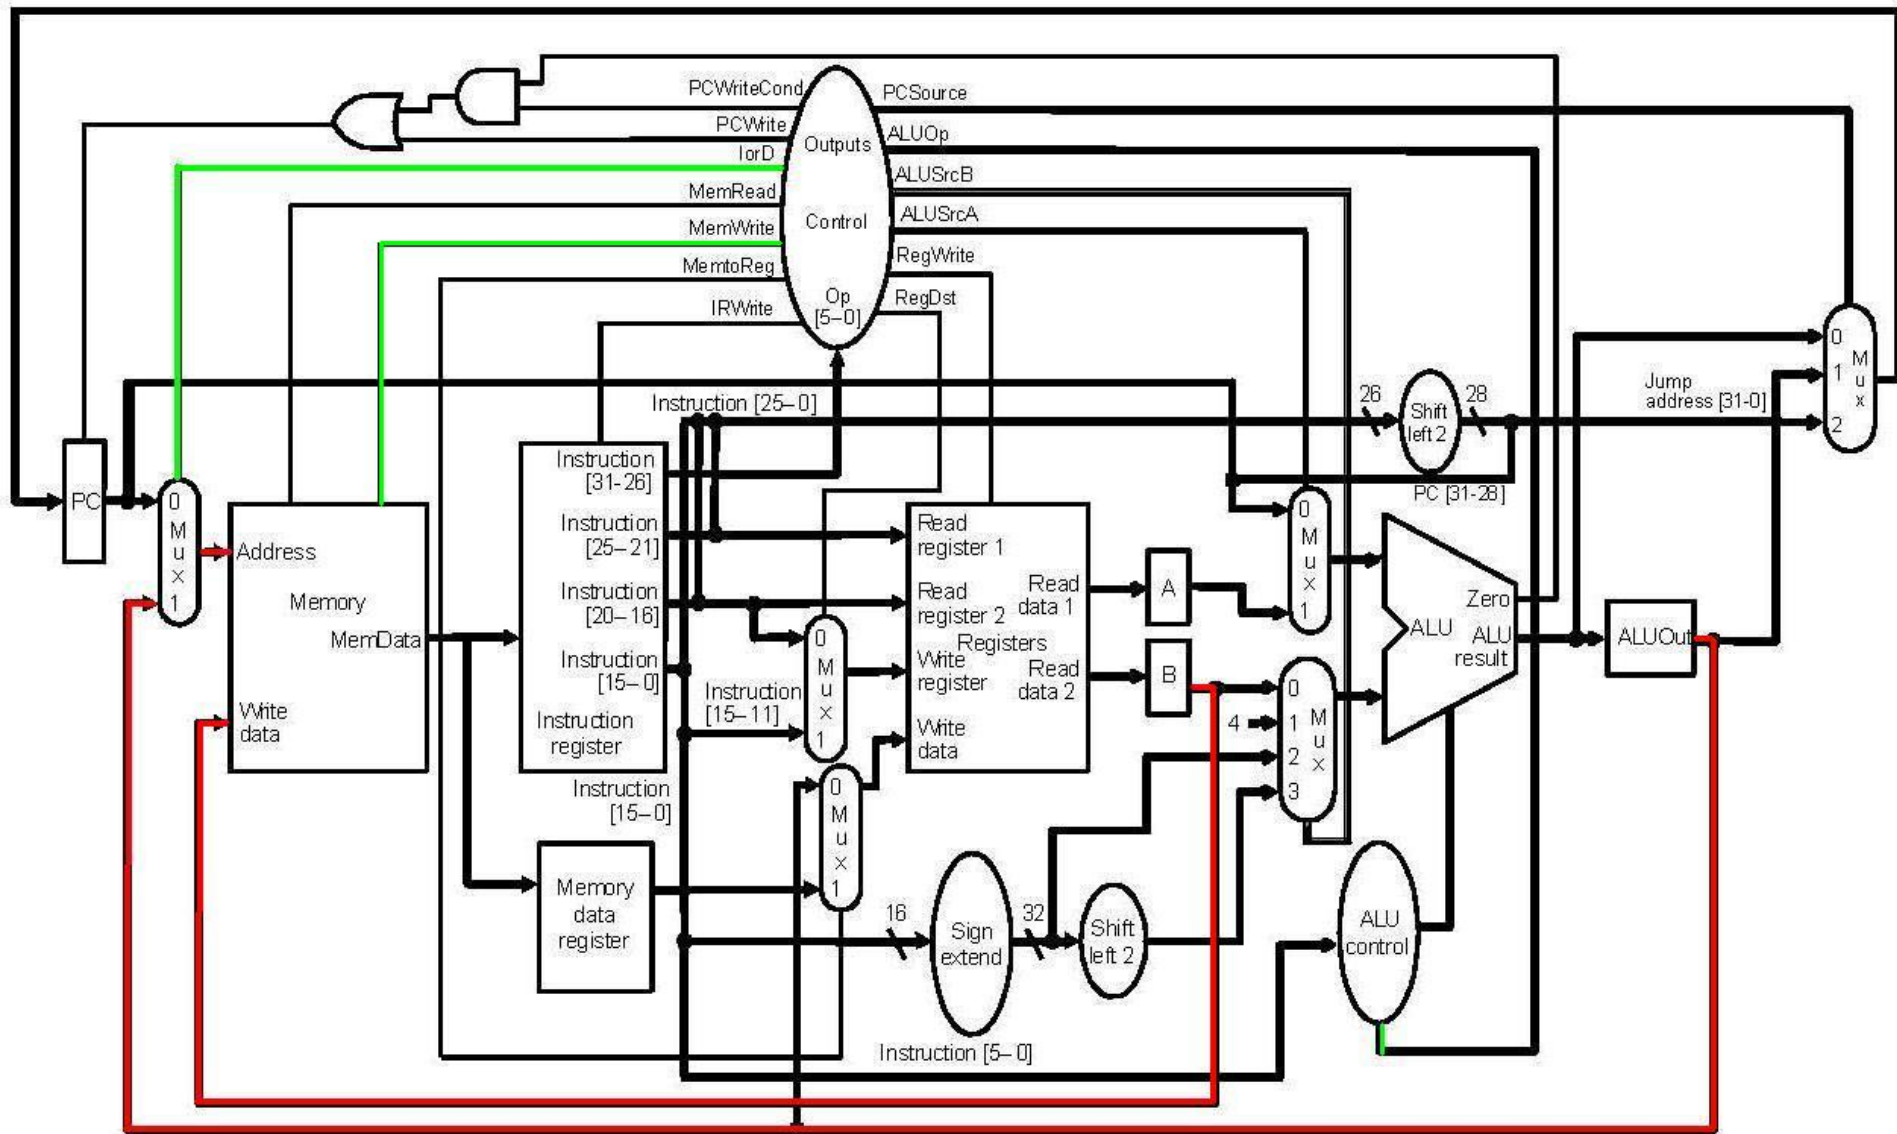 PCWriteCond
PCWrite
IorD
MemRead
MemWrite
MemtoReg
IRWrite
Outputs
Control
Op
[5–0]
PCSource
ALUOp
ALUSrcB
ALUSrcA
RegWrite
RegDst
Instruction [25–0]
26
Shift
left 2
28
Jump
address [31-0]
PC [31-28]
0
1
2
M
u
x
PC
0
M
u
x
1
Address
Memory
MemData
Write
data
Instruction
[31-26]
Instruction
[25–21]
Instruction
[20–16]
Instruction
[15–0]
Instruction
register
Instruction
[15–0]
Instruction
[15–11]
0
M
u
x
1
0
M
u
x
1
Memory
data
register
Read
register 1
Read
register 2
Registers
Write
register
Write
data
Read
data 1
Read
data 2
A
B
4
0
M
u
x
1
0
1
2
3
M
u
x
Zero
ALU
ALU
result
ALUOut
16
Sign
extend
32
Shift
left 2
ALU
control
Instruction [5–0]